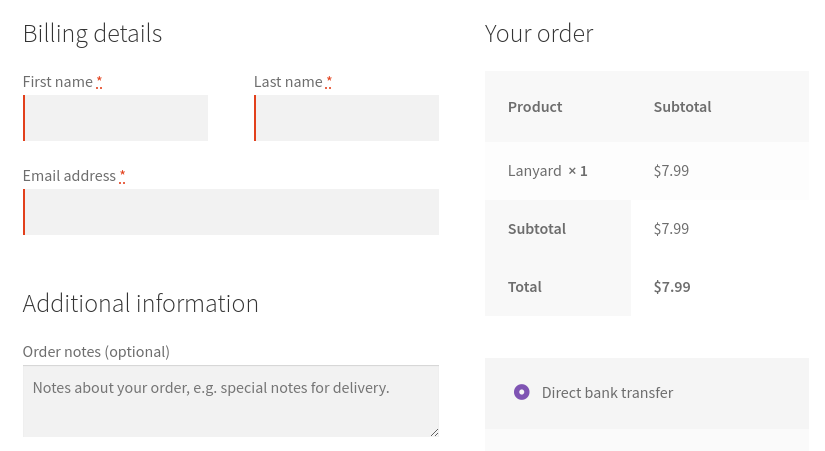 Billing details
First name *
Last name *
Email address *
Additional information
Order notes (optional)
Notes about your order, e.g. special notes for delivery.
Your order
Product Subtotal
Lanyard × 1 $7.99
Subtotal $7.99
Total $7.99
Direct bank transfer